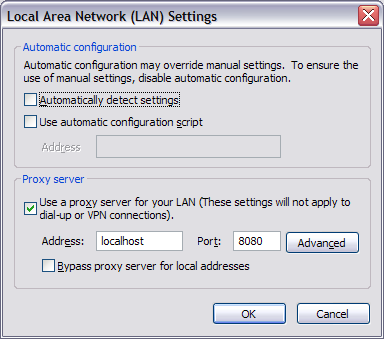 Local Area Network (LAN) Settings
Automatic configuration
Automatic configuration may override manual settings. To ensure the
use of manual settings, disable automatic configuration.
Automatically detect settings
Use automatic configuration script
Address
Proxy server
Use a proxy server for your LAN (These settings will not apply to
dial-up or VPN connections).
Address: localhost Port: 8080 Advanced
Bypass proxy server for local addresses
OK Cancel